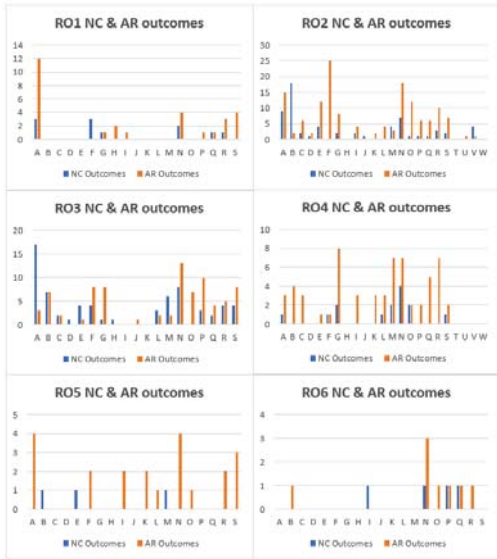 RO1 NC & AR outcomes
14
12
10
8
6
4
2
0
A B C D E F G H I J K L M N O P Q R S
NC Outcomes AR Outcomes
RO2 NC & AR outcomes
30
25
20
15
10
5
0
A B C D E F G H I J K L M N O P Q R S T U V W
NC Outcomes AR Outcomes
RO3 NC & AR outcomes
20
15
10
5
0
A B C D E F G H I J K L M N O P Q R S
NC Outcomes AR Outcomes
RO4 NC & AR outcomes
10
8
6
4
2
0
A B C D E F G H I J K L M N O P Q R S T U V W
NC Outcomes AR Outcomes
RO5 NC & AR outcomes
5
4
3
2
1
0
A B C D E F G H I J K L M N O P Q R S
NC Outcomes AR Outcomes
RO6 NC & AR outcomes
4
3
2
1
0
A B C D E F G H I J K L M N O P Q R S
NC Outcomes AR Outcomes